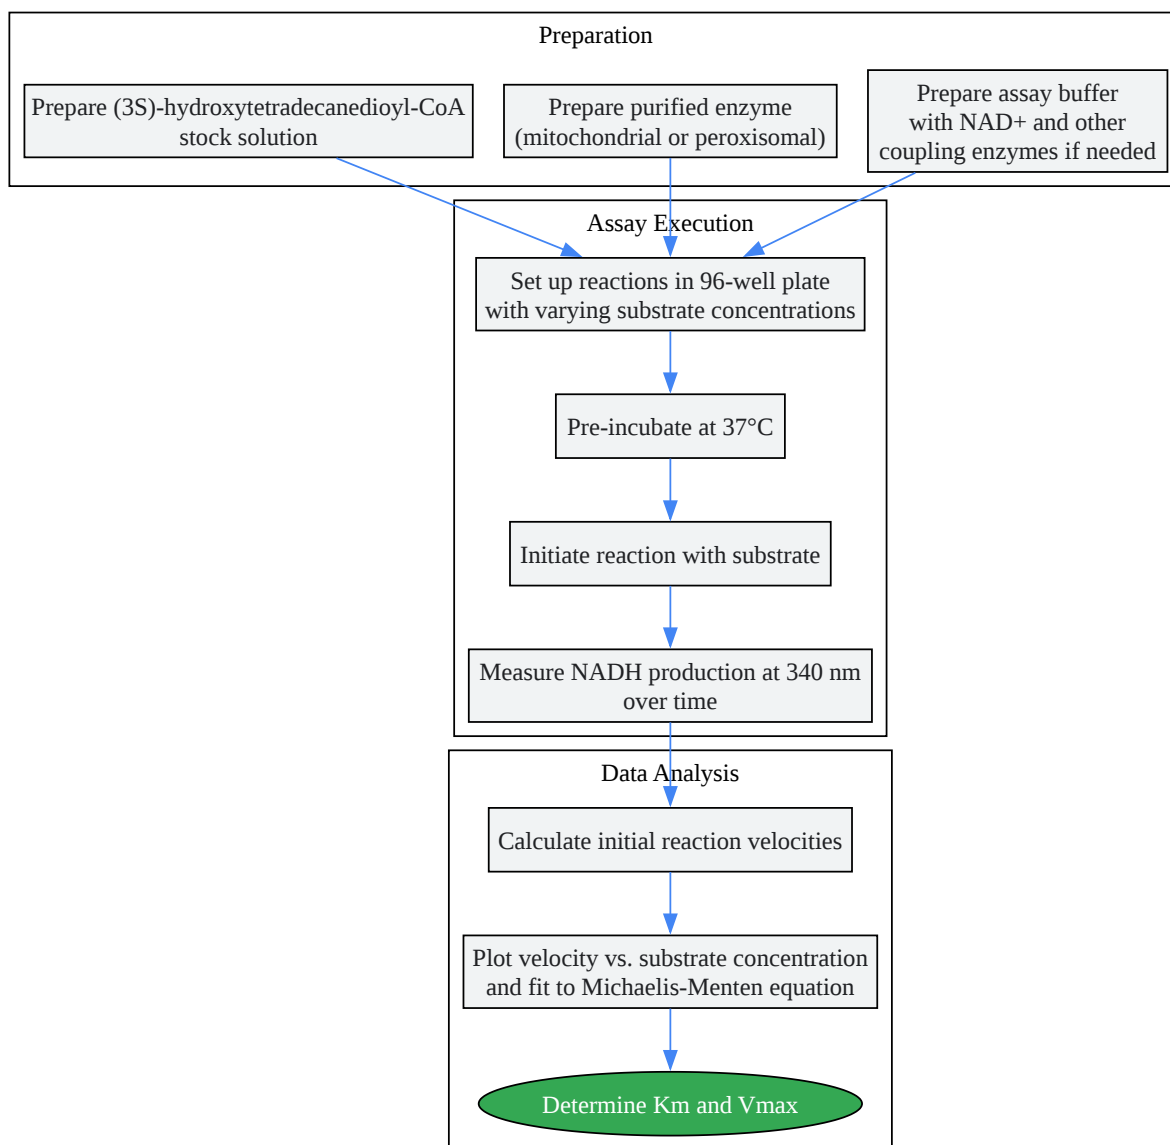 Preparation
Prepare (3S)-hydroxytetradecanedioyl-CoA
stock solution
Prepare purified enzyme
(mitochondrial or peroxisomal)
Prepare assay buffer
with NAD+ and other
coupling enzymes if needed
Assay Execution
Set up reactions in 96-well plate
with varying substrate concentrations
Pre-incubate at 37°C
Initiate reaction with substrate
Measure NADH production at 340 nm
over time
Data Analysis
Calculate initial reaction velocities
Plot velocity vs. substrate concentration
and fit to Michaelis-Menten equation
Determine Km and Vmax